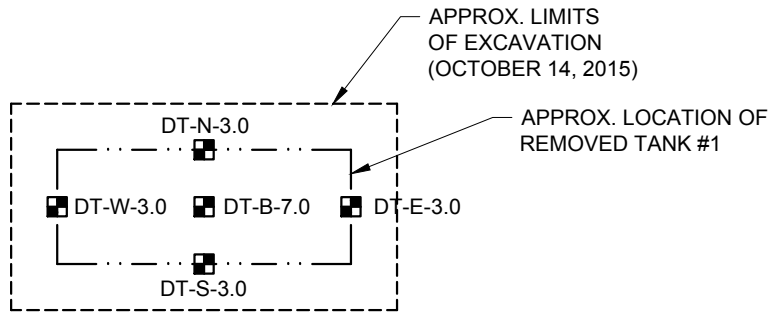 APPROX. LIMITS
OF EXCAVATION
(OCTOBER 14, 2015)
APPROX. LOCATION OF
REMOVED TANK #1
DT-N-3.0
DT-W-3.0
DT-B-7.0
DT-E-3.0
DT-S-3.0